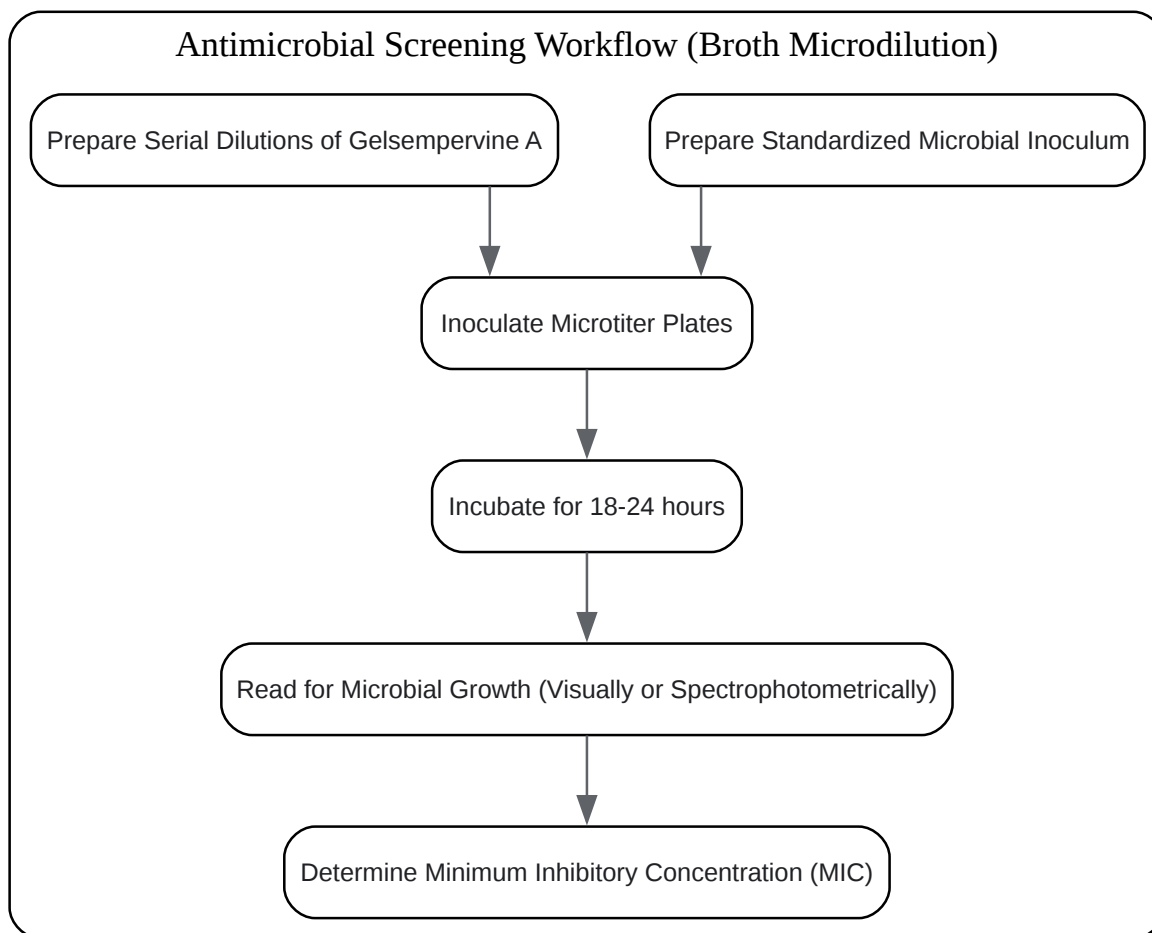 Antimicrobial Screening Workflow (Broth Microdilution)
Prepare Serial Dilutions of Gelsempervine A
Prepare Standardized Microbial Inoculum
Inoculate Microtiter Plates
Incubate for 18-24 hours
Read for Microbial Growth (Visually or Spectrophotometrically)
Determine Minimum Inhibitory Concentration (MIC)